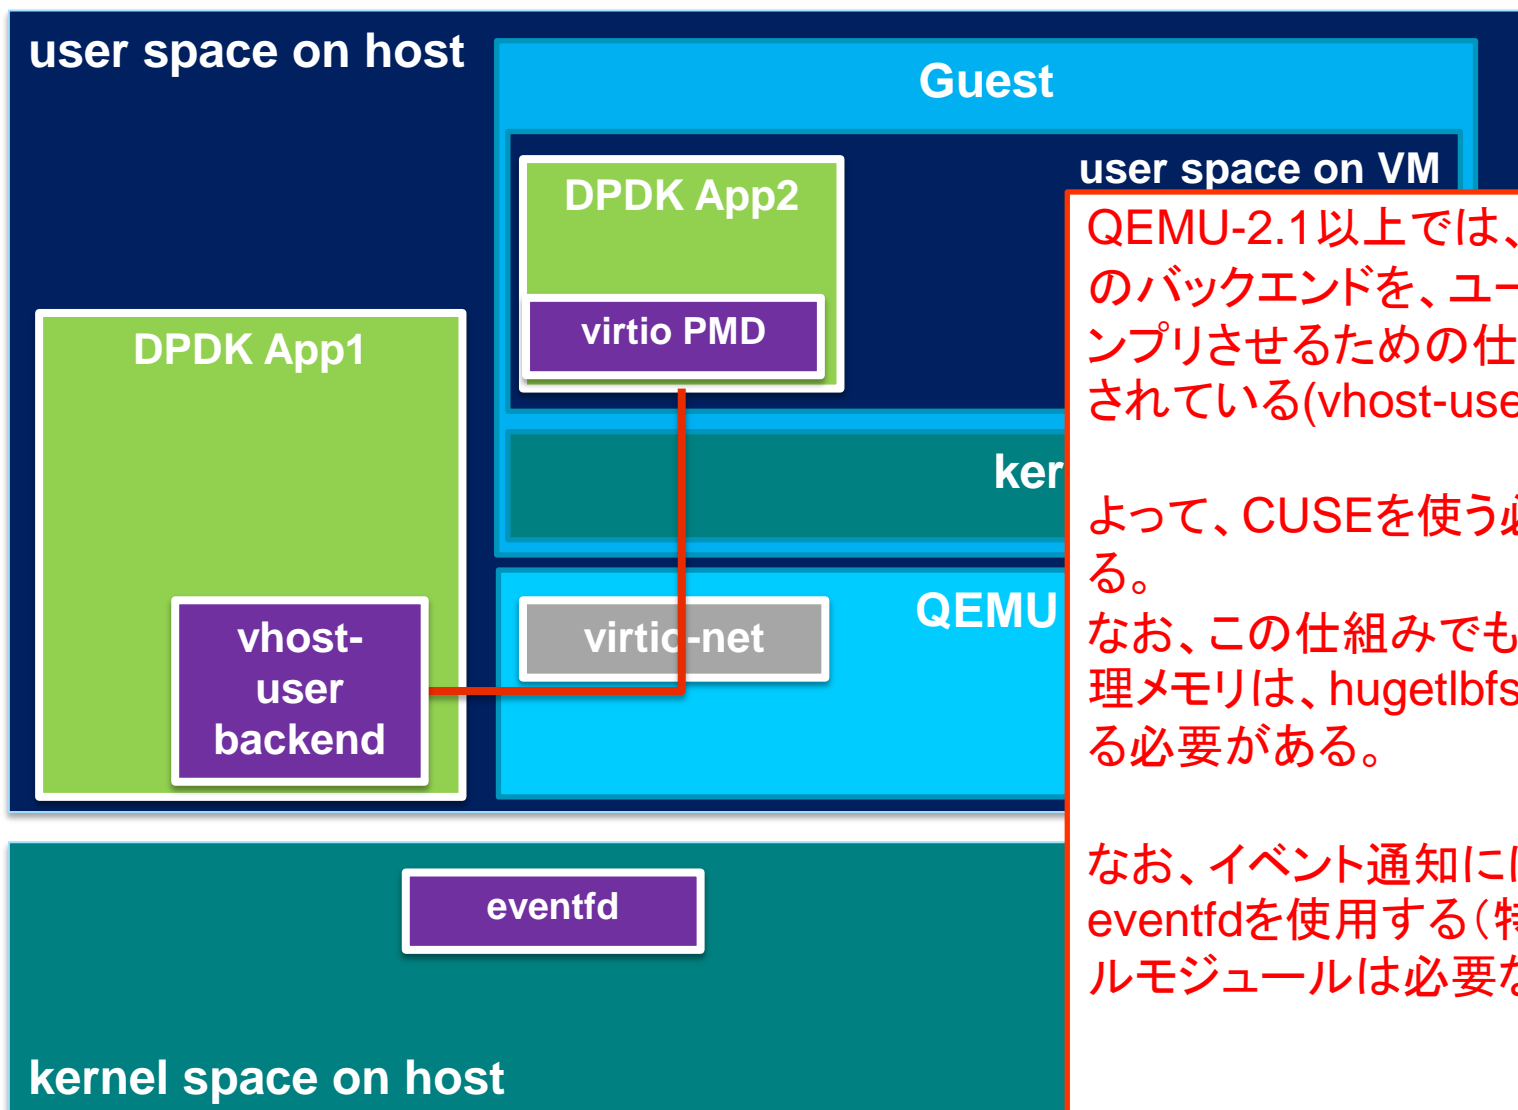 user space on host
Guest
user space on VM
DPDK App2
virtio PMD
DPDK App1
vhost-
user
backend
virtio-net
QEMU
eventfd
kernel space on host
QEMU-2.1以上では、
のバックエンドを、ユー
ンプリさせるための仕
されている(vhost-use
よって、CUSEを使う
る。
なお、この仕組みでも
理メモリは、hugetlbfs
る必要がある。
なお、イベント通知に
eventfdを使用する（
ルモジュールは必要